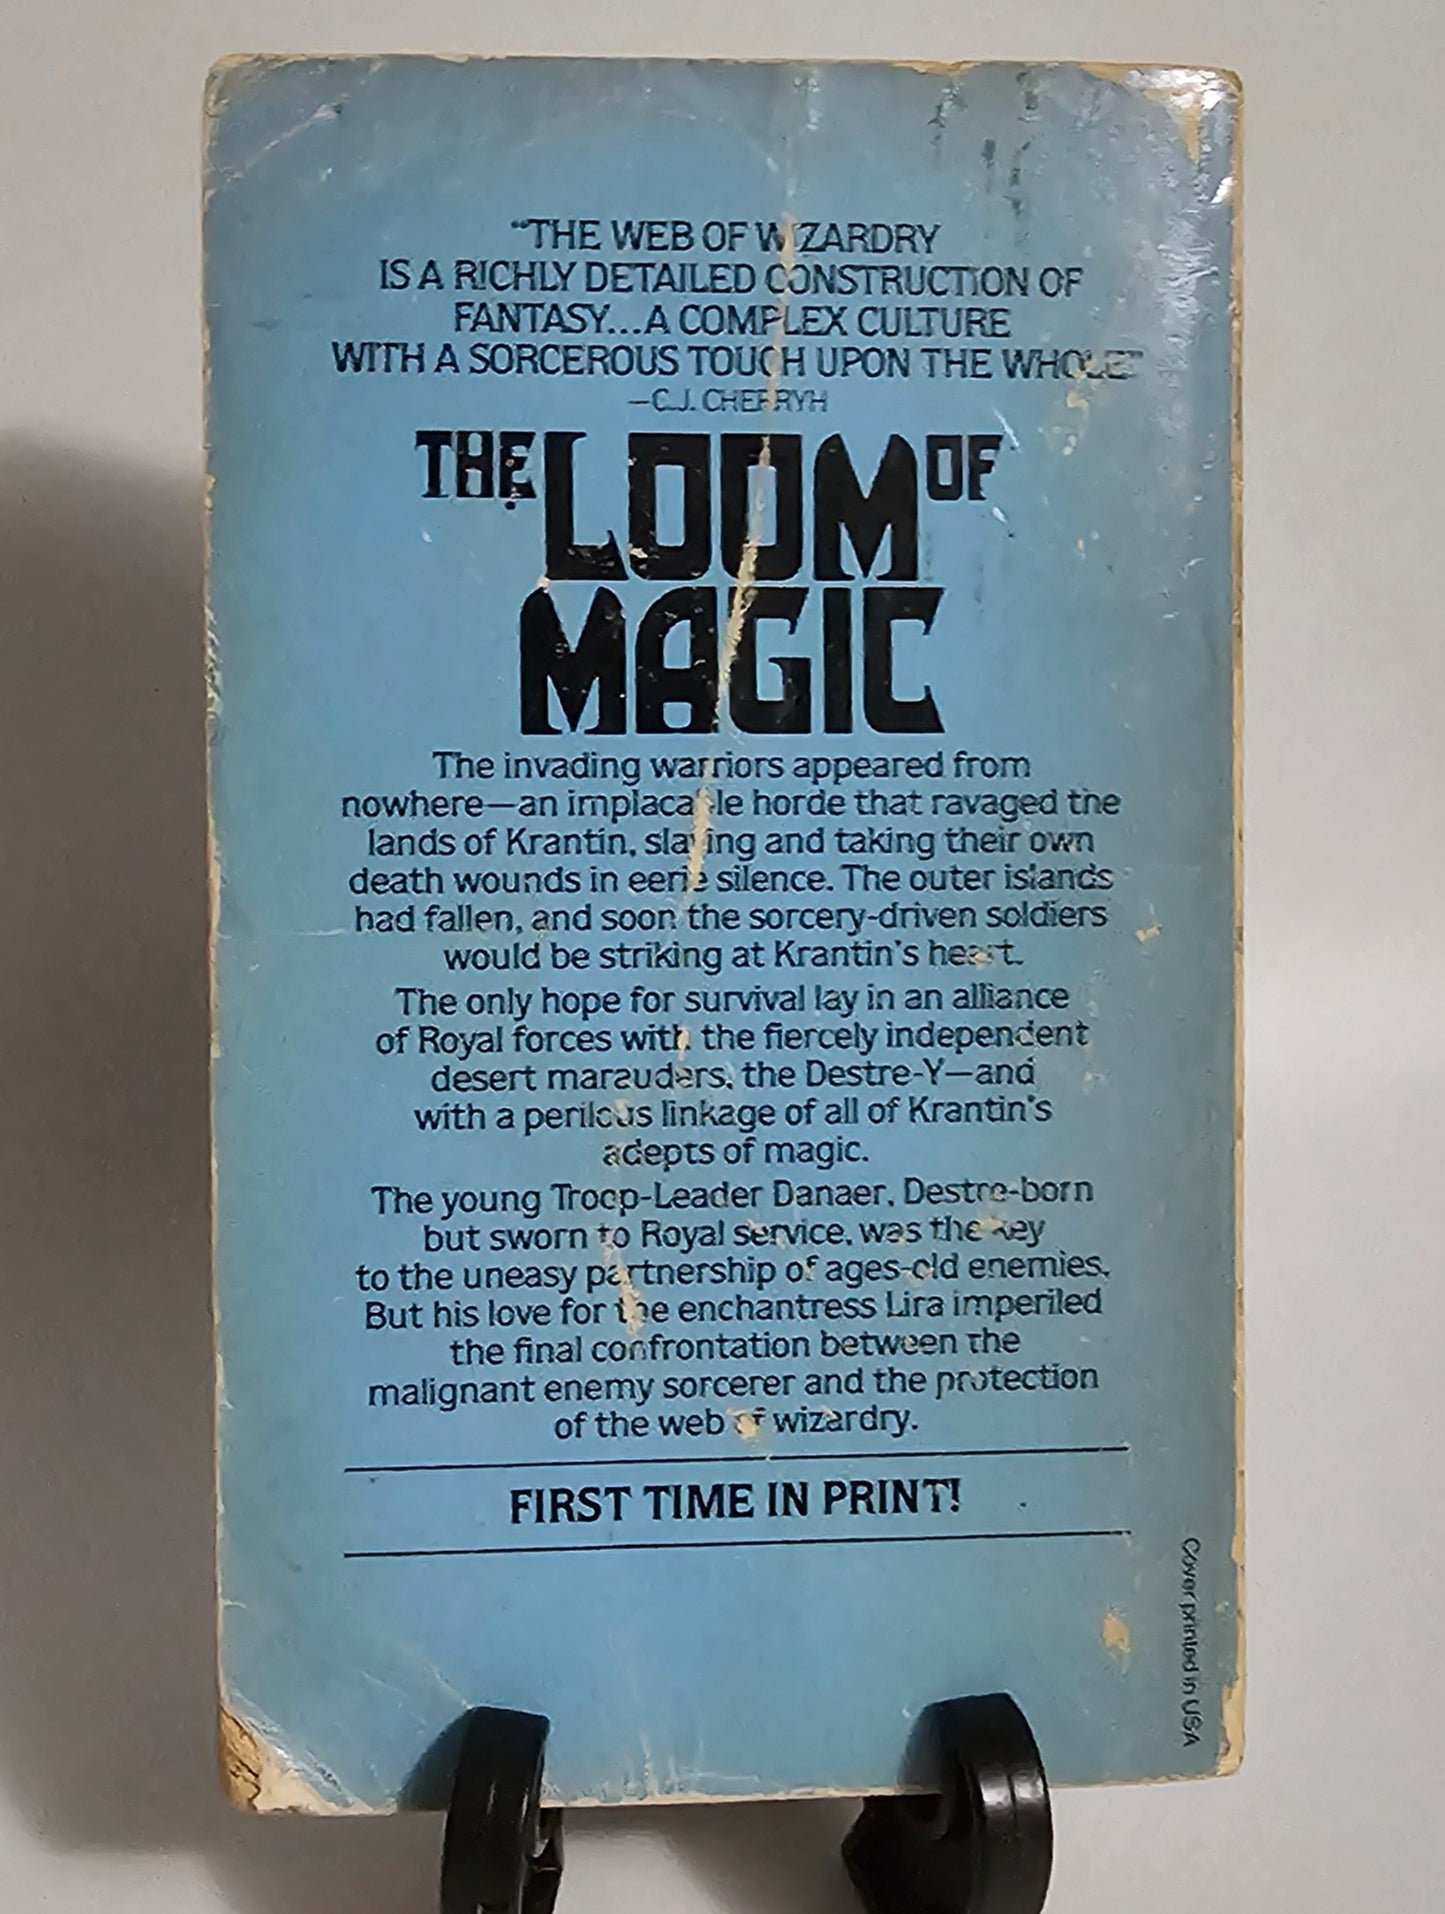 “THE WEB OF WIZARDRY
IS A RICHLY DETAILED CONSTRUCTION OF
FANTASY...A COMPLEX CULTURE
WITH A SORCEROUS TOUCH UPON THE WHOLE.”
—C.J. CHERRYH
THE LOOM OF
MAGIC
The invading warriors appeared from
nowhere—an implacable horde that ravaged the
lands of Krantin, slaying and taking their own
death wounds in eerie silence. The outer islands
had fallen, and soon the sorcery-driven soldiers
would be striking at Krantin's heart.
The only hope for survival lay in an alliance
of Royal forces with the fiercely independent
desert marauders, the Destre-Y—and
with a perilous linkage of all of Krantin's
adepts of magic.
The young Troop-Leader Danaer, Destre-born
but sworn to Royal service, was the key
to the uneasy partnership of ages-old enemies.
But his love for the enchantress Lira imperiled
the final confrontation between the
malignant enemy sorcerer and the protection
of the web of wizardry.
FIRST TIME IN PRINT!
Cover printed in USA